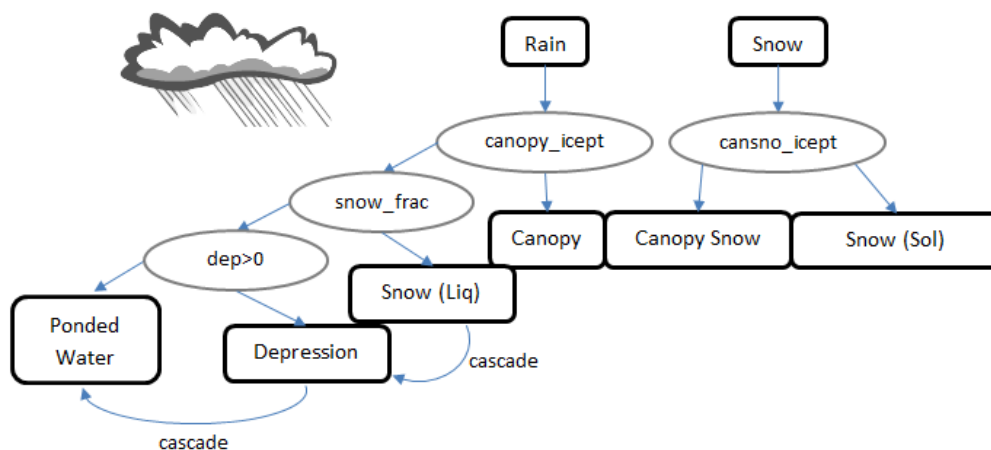 Rain
Snow
canopy_icept
cansno_icept
snow_frac
Canopy
Canopy Snow
Snow (Sol)
dep>0
Snow (Liq)
Ponded
Water
Depression
cascade
cascade